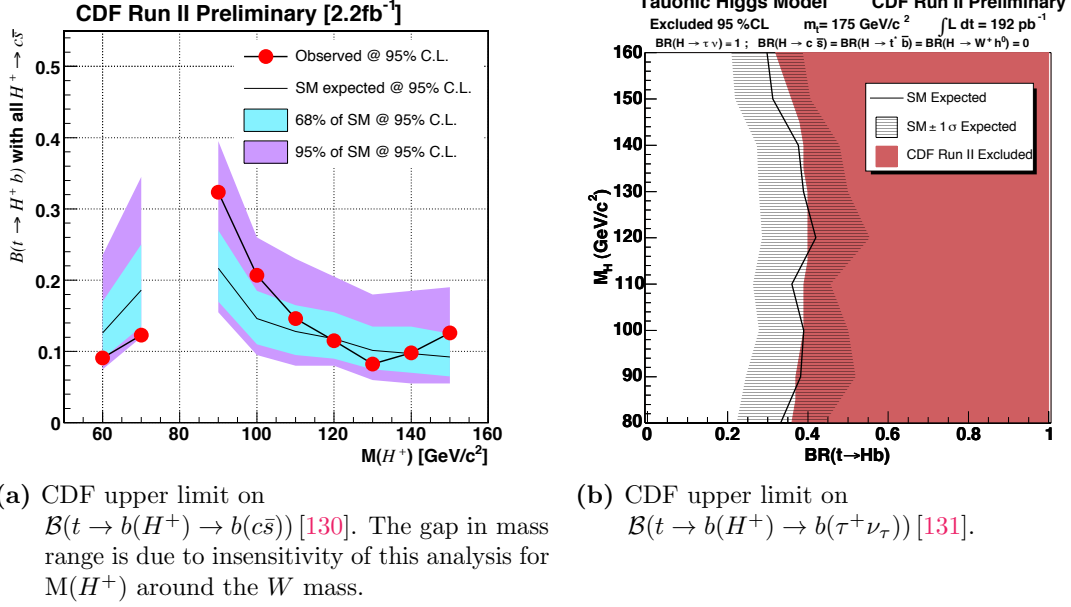 CDF Run II Preliminary [2.2fb⁻¹]
B(t → H⁺ b) with all H⁺ → cs̄
0.5
0.4
0.3
0.2
0.1
0
60 80 100 120 140 160
M(H⁺) [GeV/c²]
Observed @ 95% C.L.
SM expected @ 95% C.L.
68% of SM @ 95% C.L.
95% of SM @ 95% C.L.
Tauonic Higgs Model CDF Run II Preliminary
Excluded 95 %CL mₜ= 175 GeV/c² ∫L dt = 192 pb⁻¹
BR(H → τ ν) = 1 ; BR(H → c s̄) = BR(H → t* b̄) = BR(H → W⁺ h⁰) = 0
M_H (GeV/c²)
160
150
140
130
120
110
100
90
80
0 0.2 0.4 0.6 0.8 1
BR(t→Hb)
SM Expected
SM ± 1 σ Expected
CDF Run II Excluded
(a) CDF upper limit on
B(t → b(H⁺) → b(cs̄)) [130]. The gap in mass
range is due to insensitivity of this analysis for
M(H⁺) around the W mass.
(b) CDF upper limit on
B(t → b(H⁺) → b(τ⁺ν_τ)) [131].